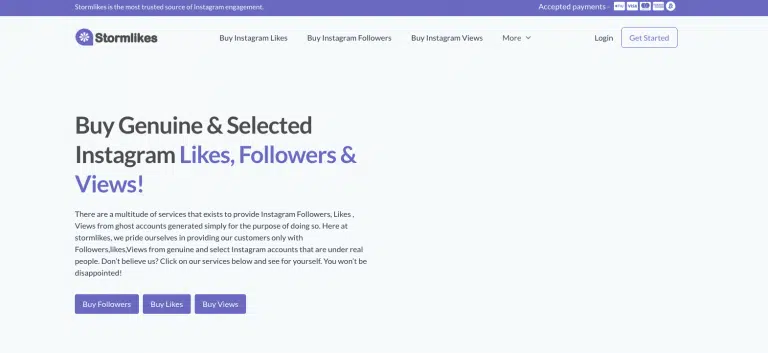 Stormlikes is the most trusted source of instagram engagement.
Accepted payments -
Stormlikes
Buy Instagram Likes
Buy Instagram Followers
Buy Instagram Views
More
Login
Get Started
Buy Genuine & Selected
Instagram Likes, Followers &
Views!
There are a multitude of services that exists to provide Instagram Followers, Likes ,
Views from ghost accounts generated simply for the purpose of doing so. Here at
stormlikes, we pride ourselves in providing our customers only with
Followers,likes,Views from genuine and select Instagram accounts that are under real
people. Don't believe us? Click on our services below and see for yourself. You won't be
disappointed!
Buy Followers
Buy Likes
Buy Views